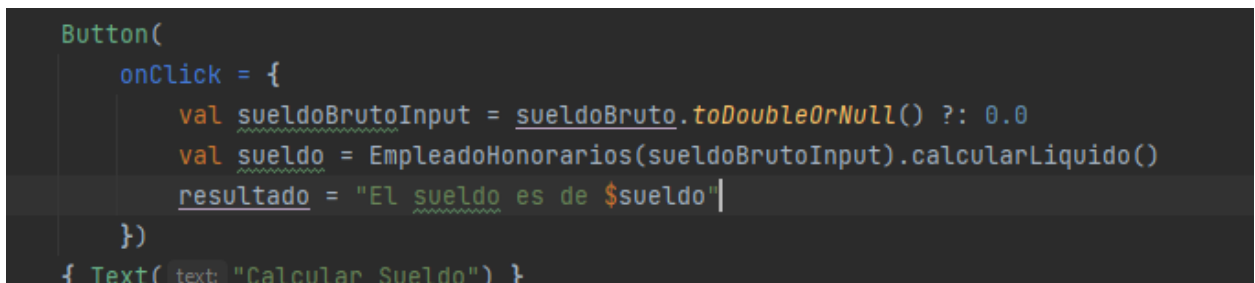 Button(
onClick = {
val sueldoBrutoInput = sueldoBruto.toDoubleOrNull() ?: 0.0
val sueldo = EmpleadoHonorarios(sueldoBrutoInput).calcularLiquido()
resultado = "El sueldo es de $sueldo"
})
{ Text( text: "Calcular Sueldo") }